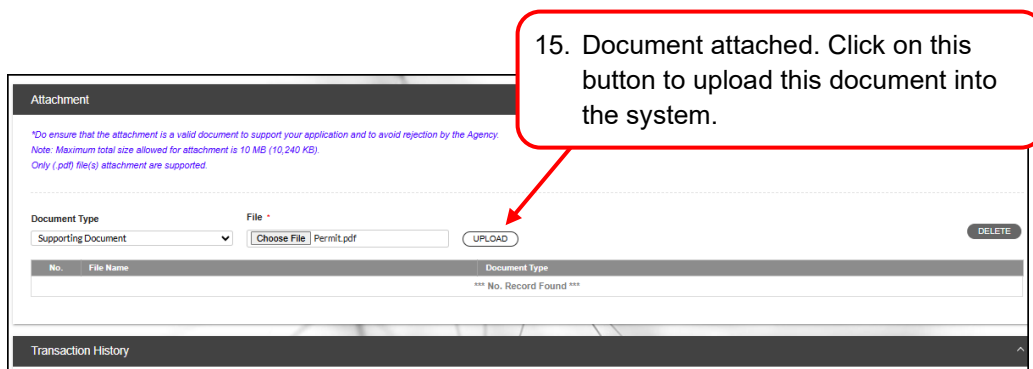 15. Document attached. Click on this
button to upload this document into
the system.
Attachment
*Do ensure that the attachment is a valid document to support your application and to avoid rejection by the Agency.
Note: Maximum total size allowed for attachment is 10 MB (10,240 KB).
Only (.pdf) file(s) attachment are supported.
Document Type File *
Supporting Document Choose File Permit.pdf UPLOAD DELETE
No. File Name Document Type
*** No. Record Found ***
Transaction History